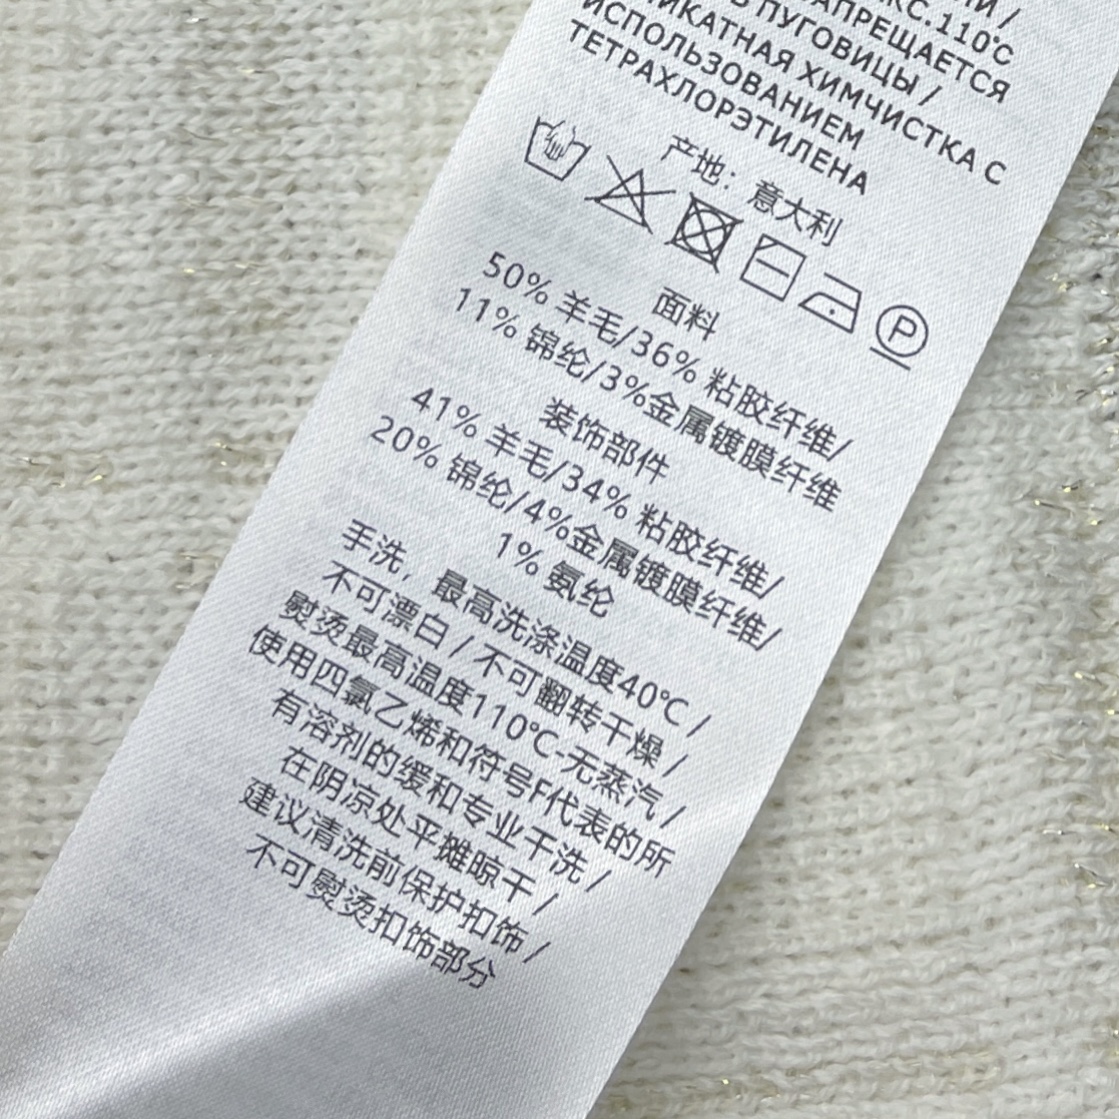 КС.110℃
АПРЕЩАЕТСЯ
ПУГОВИЦЫ /
ИКАТНАЯ ХИМЧИСТКА С
ИСПОЛЬЗОВАНИЕМ
ТЕТРАХЛОРЭТИЛЕНА
产地：意大利
P
面料
50% 羊毛/36% 粘胶纤维/
11% 锦纶/3%金属镀膜纤维
装饰部件
41% 羊毛/34% 粘胶纤维/
20% 锦纶/4%金属镀膜纤维/
1% 氨纶
手洗，最高洗涤温度40℃ /
不可漂白 / 不可翻转干燥 /
熨烫最高温度110℃-无蒸汽 /
使用四氯乙烯和符号F代表的所
有溶剂的缓和专业干洗 /
在阴凉处平摊晾干 /
建议清洗前保护扣饰 /
不可熨烫扣饰部分